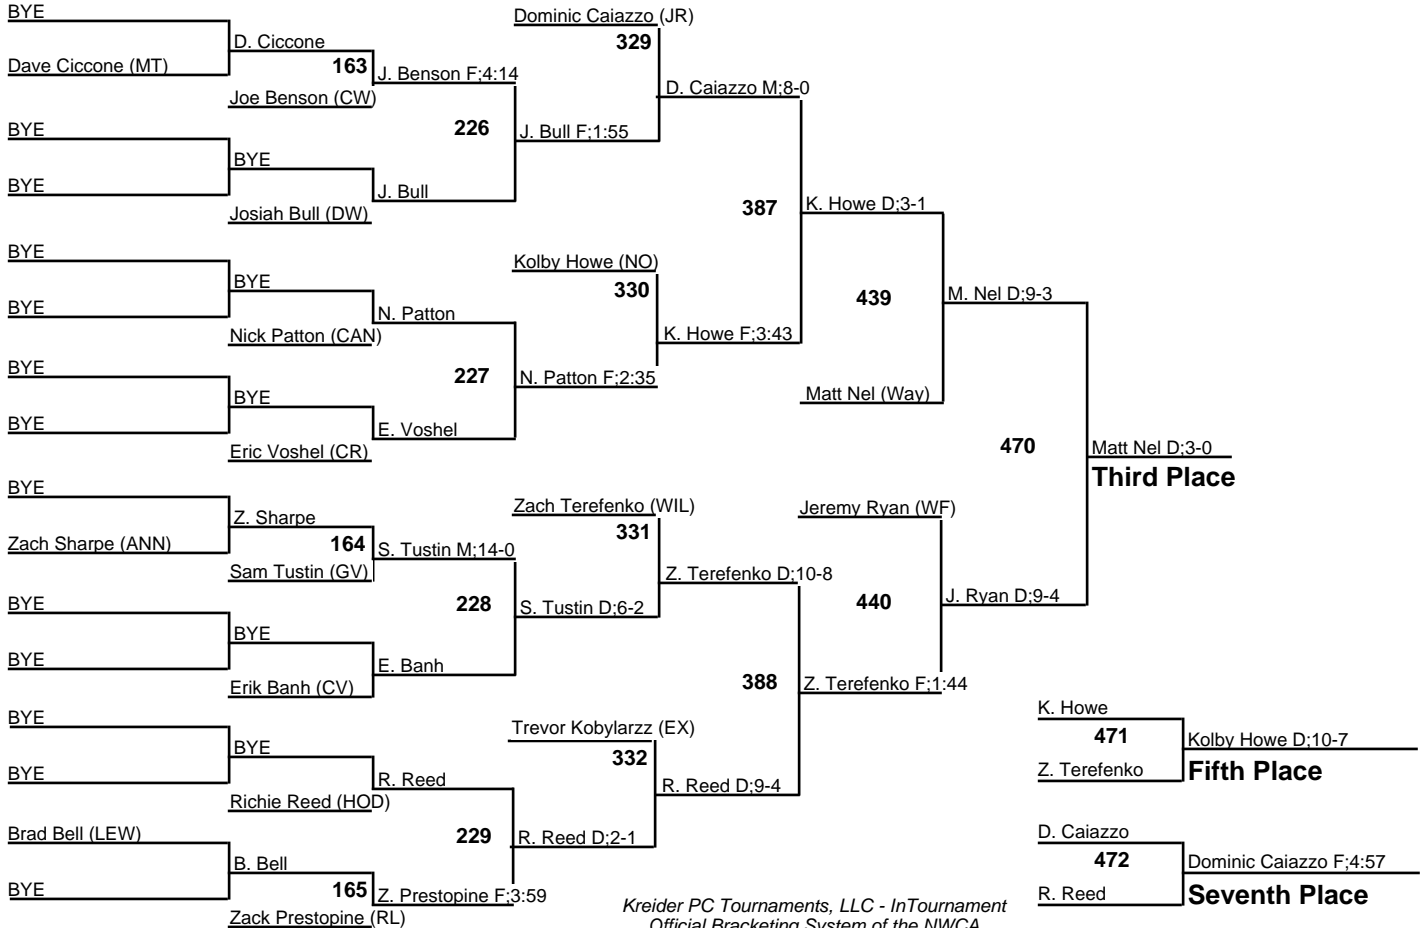 BYE
Dave Ciccone (MT)
BYE
BYE
BYE
BYE
BYE
BYE
BYE
Zach Sharpe (ANN)
BYE
BYE
BYE
BYE
Brad Bell (LEW)
BYE
D. Ciccone
163
Joe Benson (CW)
BYE
Josiah Bull (DW)
BYE
Nick Patton (CAN)
BYE
Eric Voshel (CR)
Z. Sharpe
164
Sam Tustin (GV)
BYE
Erik Banh (CV)
BYE
Richie Reed (HOD)
B. Bell
165
Zack Prestopine (RL)
J. Benson F;4:14
226
J. Bull
N. Patton
227
E. Voshel
S. Tustin M;14-0
228
E. Banh
R. Reed
229
Z. Prestopine F;3:59
Dominic Caiazzo (JR)
329
J. Bull F;1:55
Kolby Howe (NO)
330
N. Patton F;2:35
Zach Terefenko (WIL)
331
S. Tustin D;6-2
Trevor Kobylarzz (EX)
332
R. Reed D;2-1
D. Caiazzo M;8-0
387
K. Howe F;3:43
Z. Terefenko D;10-8
388
R. Reed D;9-4
K. Howe D;3-1
439
Matt Nel (Way)
Jeremy Ryan (WF)
440
Z. Terefenko F;1:44
M. Nel D;9-3
470
J. Ryan D;9-4
Matt Nel D;3-0
Third Place
K. Howe
471
Z. Terefenko
Kolby Howe D;10-7
Fifth Place
D. Caiazzo
472
R. Reed
Dominic Caiazzo F;4:57
Seventh Place
Kreider PC Tournaments, LLC - InTournament
Official Bracketing System of the NWCA